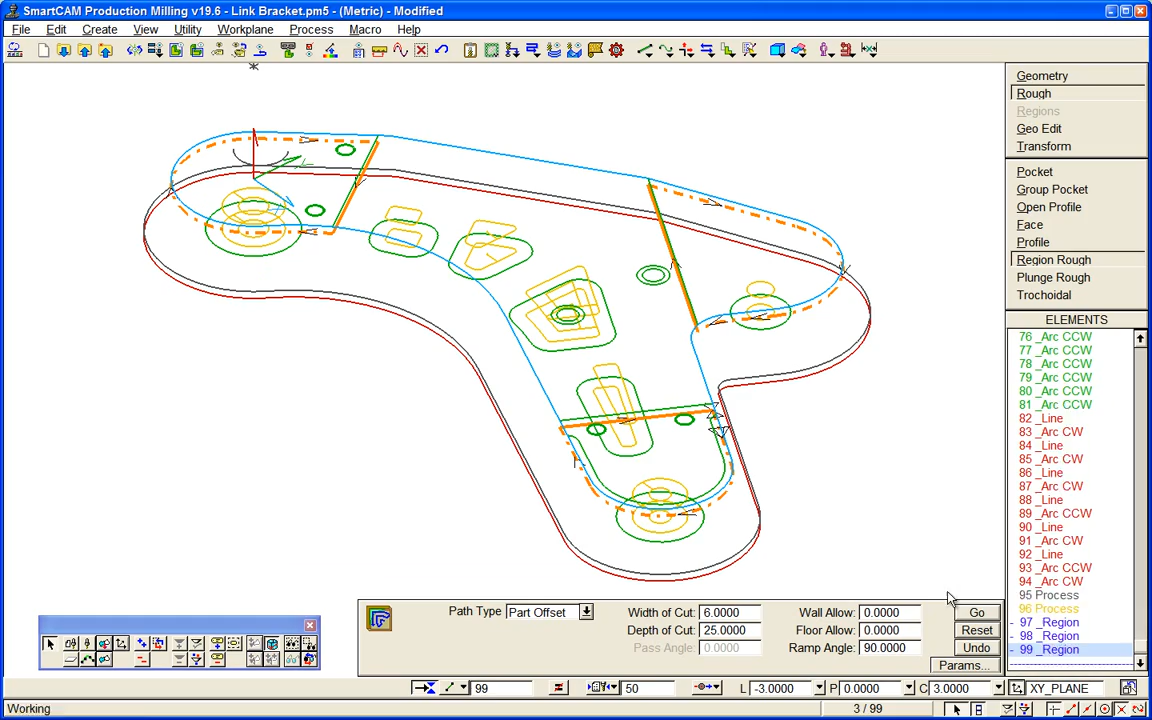 SmartCAM Production Milling v19.6 - Link Bracket.pm5 - (Metric) - Modified
File Edit Create View Utility Workplane Process Macro Help
Geometry
Rough
Regions
Geo Edit
Transform
Pocket
Group Pocket
Open Profile
Face
Profile
Region Rough
Plunge Rough
Trochoidal
ELEMENTS
76 _Arc CCW
77 _Arc CCW
78 _Arc CCW
79 _Arc CCW
80 _Arc CCW
81 _Arc CCW
82 _Line
83 _Arc CW
84 _Line
85 _Arc CW
86 _Line
87 _Arc CW
88 _Line
89 _Arc CCW
90 _Line
91 _Arc CW
92 _Line
93 _Arc CCW
94 _Arc CW
95 Process
96 Process
- 97 _Region
- 98 _Region
- 99 _Region
Path Type Part Offset Width of Cut: 6.0000 Wall Allow: 0.0000 Go
Depth of Cut: 25.0000 Floor Allow: 0.0000 Reset
Pass Angle: 0.0000 Ramp Angle: 90.0000 Undo
Params...
99 50 L -3.0000 P 0.0000 C 3.0000 XY_PLANE
Working 3 / 99